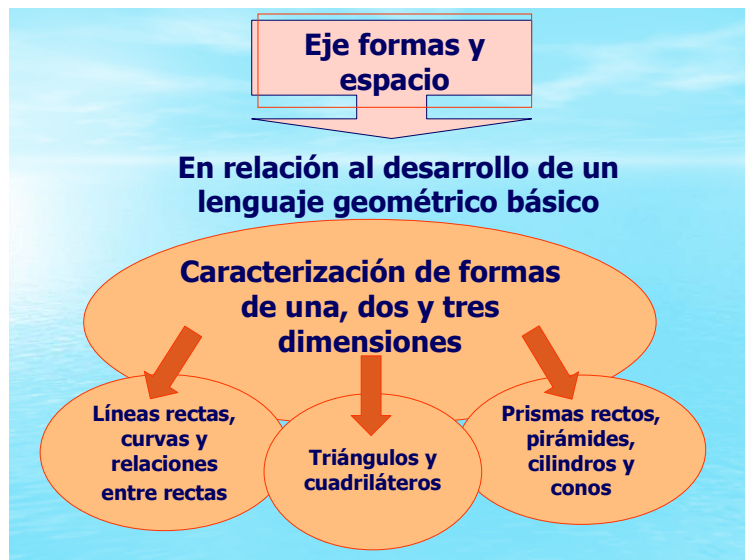 Eje formas y
espacio
En relación al desarrollo de un
lenguaje geométrico básico
Caracterización de formas
de una, dos y tres
dimensiones
Líneas rectas,
curvas y
relaciones
entre rectas
Triángulos y
cuadriláteros
Prismas rectos,
pirámides,
cilindros y
conos